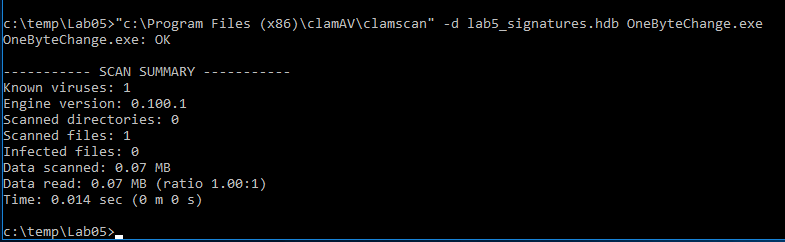 c:\temp\Lab05>"c:\Program Files (x86)\clamAV\clamscan" -d lab5_signatures.hdb OneByteChange.exe
OneByteChange.exe: OK
----------- SCAN SUMMARY -----------
Known viruses: 1
Engine version: 0.100.1
Scanned directories: 0
Scanned files: 1
Infected files: 0
Data scanned: 0.07 MB
Data read: 0.07 MB (ratio 1.00:1)
Time: 0.014 sec (0 m 0 s)
c:\temp\Lab05>